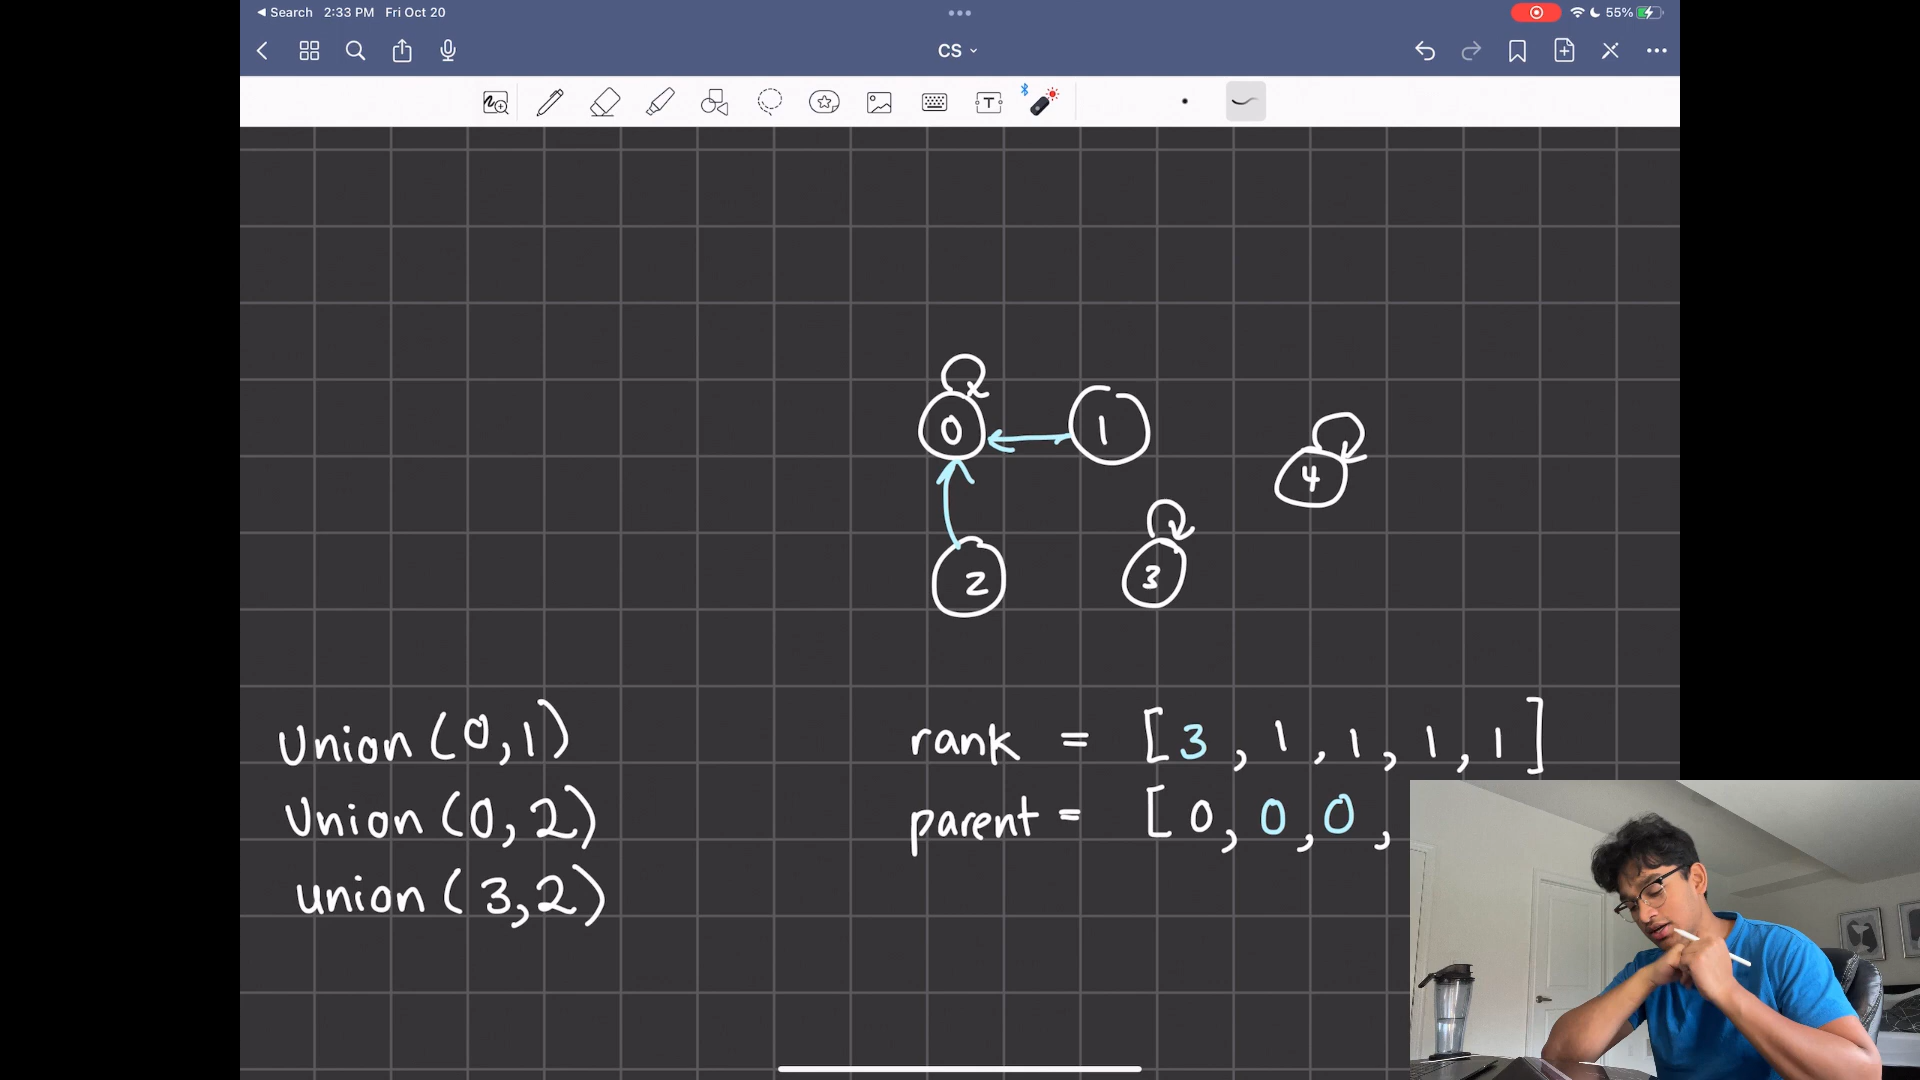 ◀ Search 2:33 PM Fri Oct 20
55%
CS
T
0
1
4
3
2
Union (0,1)
Union (0,2)
union (3,2)
rank = [3, 1, 1, 1, 1]
parent = [0, 0, 0,